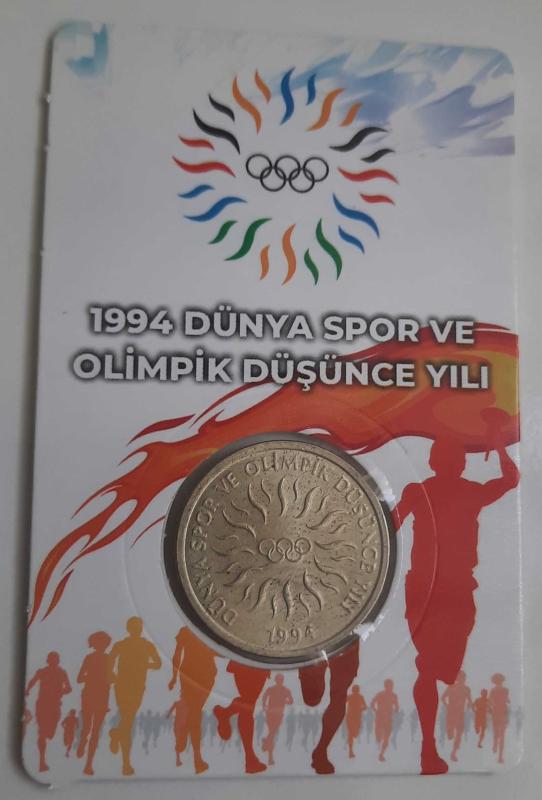 1994 DÜNYA SPOR VE
OLİMPİK DÜŞÜNCE YILI
DÜNYA SPOR VE OLİMPİK DÜŞÜNCE YILI
1994